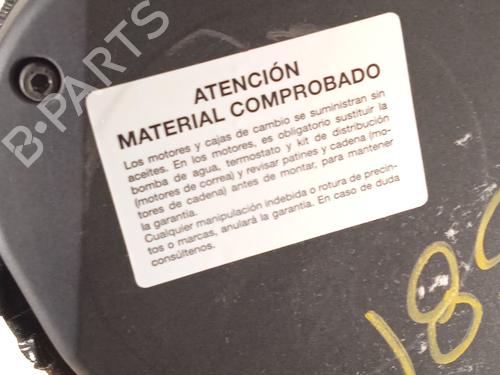 B-PARTS
ATENCIÓN
MATERIAL COMPROBADO
Los motores y cajas de cambio se suministran sin
aceites. En los motores, es obligatorio sustituir la
bomba de agua, termostato y kit de distribución
(motores de correa) y revisar patines y cadena (mo-
tores de cadena) antes de montar, para mantener
la garantía.
Cualquier manipulación indebida o rotura de precin-
tos o marcas, anulará la garantía. En caso de duda
consúltenos.